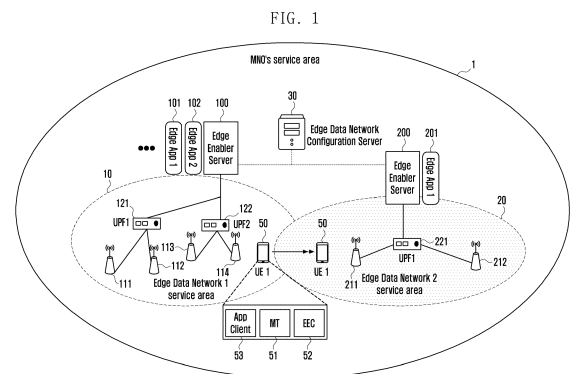 FIG. 1
MNO's service area
1
101
102
100
30
Edge App 1
Edge App 2
Edge
Enabler
Server
Edge Data Network
Configuration Server
200
201
Edge
Enabler
Server
Edge App 1
10
20
121
UPF1
122
UPF2
50
50
113
114
111
112
UE 1
UE 1
221
UPF1
211
212
Edge Data Network 1
service area
Edge Data Network 2
service area
App
Client
MT
EEC
53
51
52